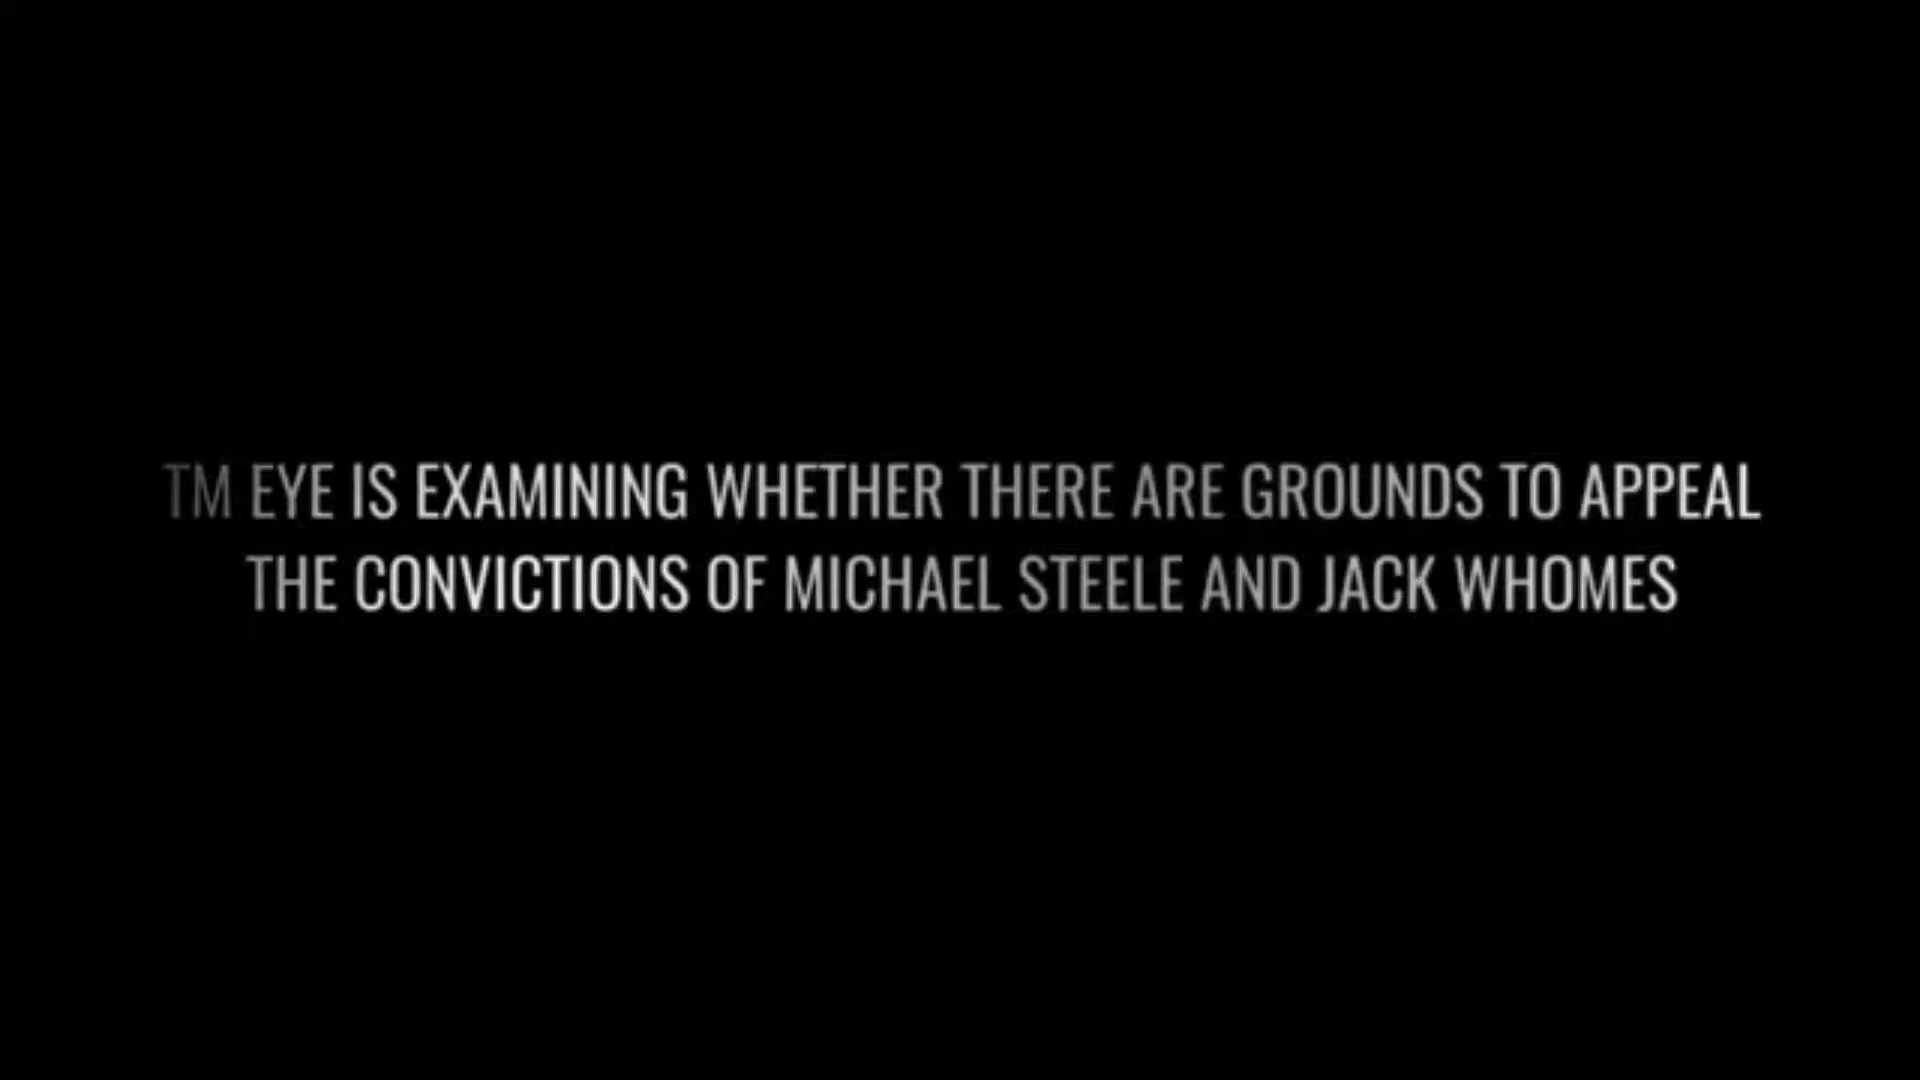 TM EYE IS EXAMINING WHETHER THERE ARE GROUNDS TO APPEAL
THE CONVICTIONS OF MICHAEL STEELE AND JACK WHOMES